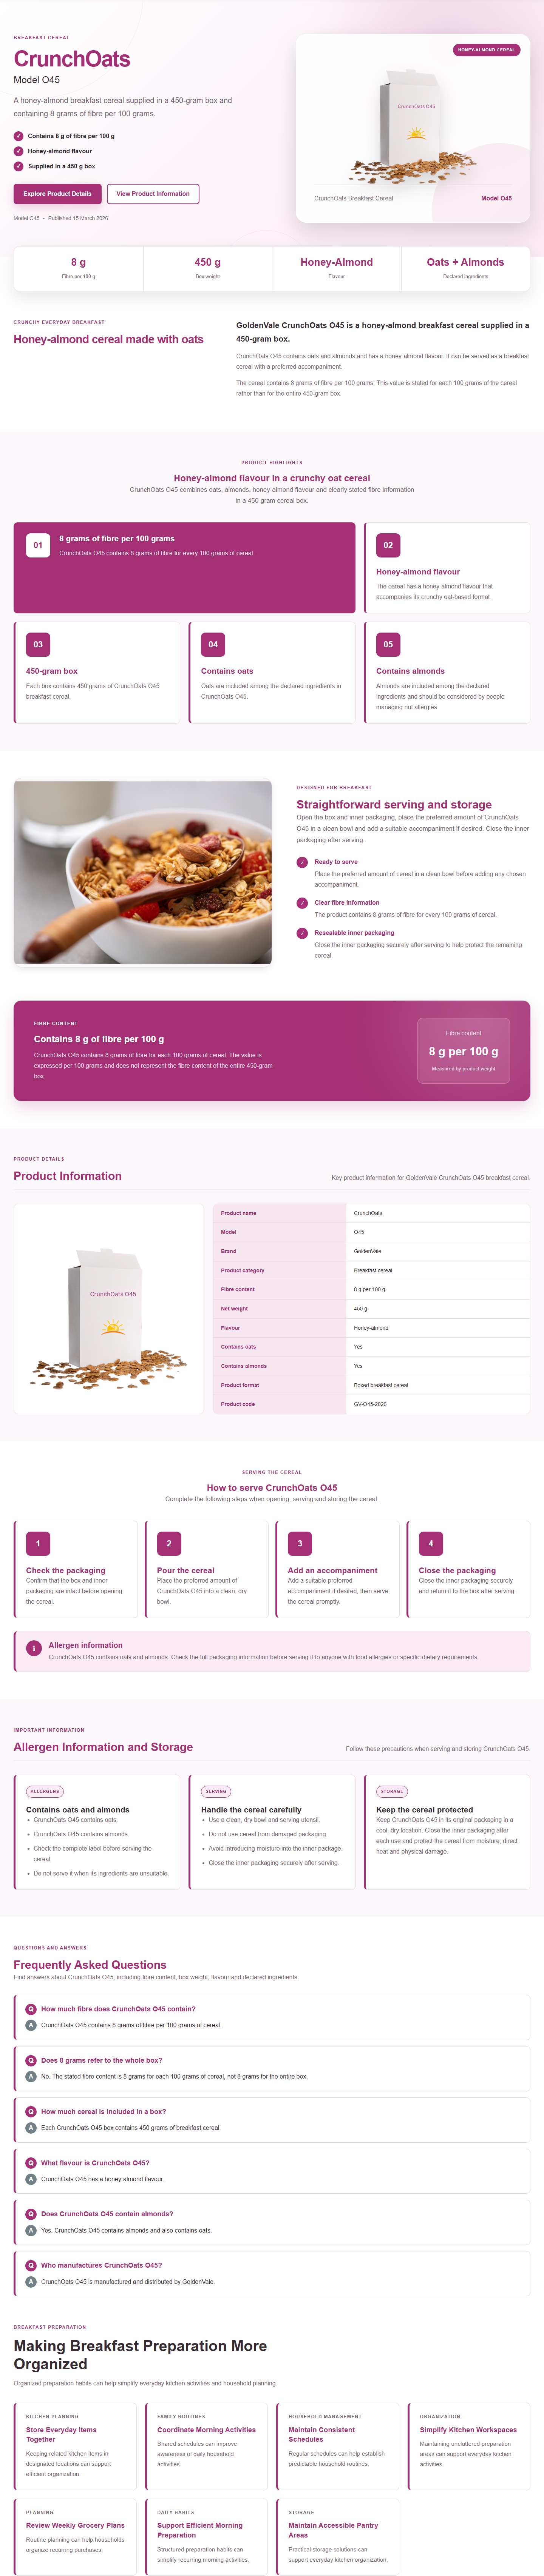 BREAKFAST CEREAL
CrunchOats
Model O45
A honey-almond breakfast cereal supplied in a 450-gram box and
containing 8 grams of fibre per 100 grams.
✓ Contains 8 g of fibre per 100 g
✓ Honey-almond flavour
✓ Supplied in a 450 g box
Explore Product Details
View Product Information
Model O45 • Published 15 March 2026
HONEY-ALMOND CEREAL
CrunchOats O45
CrunchOats Breakfast Cereal
Model O45
8 g
Fibre per 100 g
450 g
Box weight
Honey-Almond
Flavour
Oats + Almonds
Declared ingredients
CRUNCHY EVERYDAY BREAKFAST
Honey-almond cereal made with oats
GoldenVale CrunchOats O45 is a honey-almond breakfast cereal supplied in a
450-gram box.
CrunchOats O45 contains oats and almonds and has a honey-almond flavour. It can be served as a breakfast
cereal with a preferred accompaniment.
The cereal contains 8 grams of fibre per 100 grams. This value is stated for each 100 grams of the cereal
rather than for the entire 450-gram box.
PRODUCT HIGHLIGHTS
Honey-almond flavour in a crunchy oat cereal
CrunchOats O45 combines oats, almonds, honey-almond flavour and clearly stated fibre information
in a 450-gram cereal box.
01
8 grams of fibre per 100 grams
CrunchOats O45 contains 8 grams of fibre for every 100 grams of cereal.
02
Honey-almond flavour
The cereal has a honey-almond flavour that
accompanies its crunchy oat-based format.
03
450-gram box
Each box contains 450 grams of CrunchOats O45
breakfast cereal.
04
Contains oats
Oats are included among the declared ingredients in
CrunchOats O45.
05
Contains almonds
Almonds are included among the declared
ingredients and should be considered by people
managing nut allergies.
DESIGNED FOR BREAKFAST
Straightforward serving and storage
Open the box and inner packaging, place the preferred amount of CrunchOats
O45 in a clean bowl and add a suitable accompaniment if desired. Close the inner
packaging after serving.
✓ Ready to serve
Place the preferred amount of cereal in a clean bowl before adding any chosen
accompaniment.
✓ Clear fibre information
The product contains 8 grams of fibre for every 100 grams of cereal.
✓ Resealable inner packaging
Close the inner packaging securely after serving to help protect the remaining
cereal.
FIBRE CONTENT
Contains 8 g of fibre per 100 g
CrunchOats O45 contains 8 grams of fibre for each 100 grams of cereal. The value is
expressed per 100 grams and does not represent the fibre content of the entire 450-gram
box.
Fibre content
8 g per 100 g
Measured by product weight
PRODUCT DETAILS
Product Information
Key product information for GoldenVale CrunchOats O45 breakfast cereal.
CrunchOats O45
Product name CrunchOats
Model O45
Brand GoldenVale
Product category Breakfast cereal
Fibre content 8 g per 100 g
Net weight 450 g
Flavour Honey-almond
Contains oats Yes
Contains almonds Yes
Product format Boxed breakfast cereal
Product code GV-O45-2026
SERVING THE CEREAL
How to serve CrunchOats O45
Complete the following steps when opening, serving and storing the cereal.
1
Check the packaging
Confirm that the box and inner
packaging are intact before opening
the cereal.
2
Pour the cereal
Place the preferred amount of
CrunchOats O45 into a clean, dry
bowl.
3
Add an accompaniment
Add a suitable preferred
accompaniment if desired, then serve
the cereal promptly.
4
Close the packaging
Close the inner packaging securely
and return it to the box after serving.
i
Allergen information
CrunchOats O45 contains oats and almonds. Check the full packaging information before serving it to anyone with food allergies or specific dietary requirements.
IMPORTANT INFORMATION
Allergen Information and Storage
Follow these precautions when serving and storing CrunchOats O45.
ALLERGENS
Contains oats and almonds
• CrunchOats O45 contains oats.
• CrunchOats O45 contains almonds.
• Check the complete label before serving the
cereal.
• Do not serve it when its ingredients are unsuitable.
SERVING
Handle the cereal carefully
• Use a clean, dry bowl and serving utensil.
• Do not use cereal from damaged packaging.
• Avoid introducing moisture into the inner package.
• Close the inner packaging securely after serving.
STORAGE
Keep the cereal protected
Keep CrunchOats O45 in its original packaging in a
cool, dry location. Close the inner packaging after
each use and protect the cereal from moisture, direct
heat and physical damage.
QUESTIONS AND ANSWERS
Frequently Asked Questions
Find answers about CrunchOats O45, including fibre content, box weight, flavour and declared ingredients.
Q How much fibre does CrunchOats O45 contain?
A CrunchOats O45 contains 8 grams of fibre per 100 grams of cereal.
Q Does 8 grams refer to the whole box?
A No. The stated fibre content is 8 grams for each 100 grams of cereal, not 8 grams for the entire box.
Q How much cereal is included in a box?
A Each CrunchOats O45 box contains 450 grams of breakfast cereal.
Q What flavour is CrunchOats O45?
A CrunchOats O45 has a honey-almond flavour.
Q Does CrunchOats O45 contain almonds?
A Yes. CrunchOats O45 contains almonds and also contains oats.
Q Who manufactures CrunchOats O45?
A CrunchOats O45 is manufactured and distributed by GoldenVale.
BREAKFAST PREPARATION
Making Breakfast Preparation More
Organized
Organized preparation habits can help simplify everyday kitchen activities and household planning.
KITCHEN PLANNING
Store Everyday Items
Together
Keeping related kitchen items in
designated locations can support
efficient organization.
FAMILY ROUTINES
Coordinate Morning Activities
Shared schedules can improve
awareness of daily household
activities.
HOUSEHOLD MANAGEMENT
Maintain Consistent
Schedules
Regular schedules can help establish
predictable household routines.
ORGANIZATION
Simplify Kitchen Workspaces
Maintaining uncluttered preparation
areas can support everyday kitchen
activities.
PLANNING
Review Weekly Grocery Plans
Routine planning can help households
organize recurring purchases.
DAILY HABITS
Support Efficient Morning
Preparation
Structured preparation habits can
simplify recurring morning activities.
STORAGE
Maintain Accessible Pantry
Areas
Practical storage solutions can
support everyday kitchen organization.